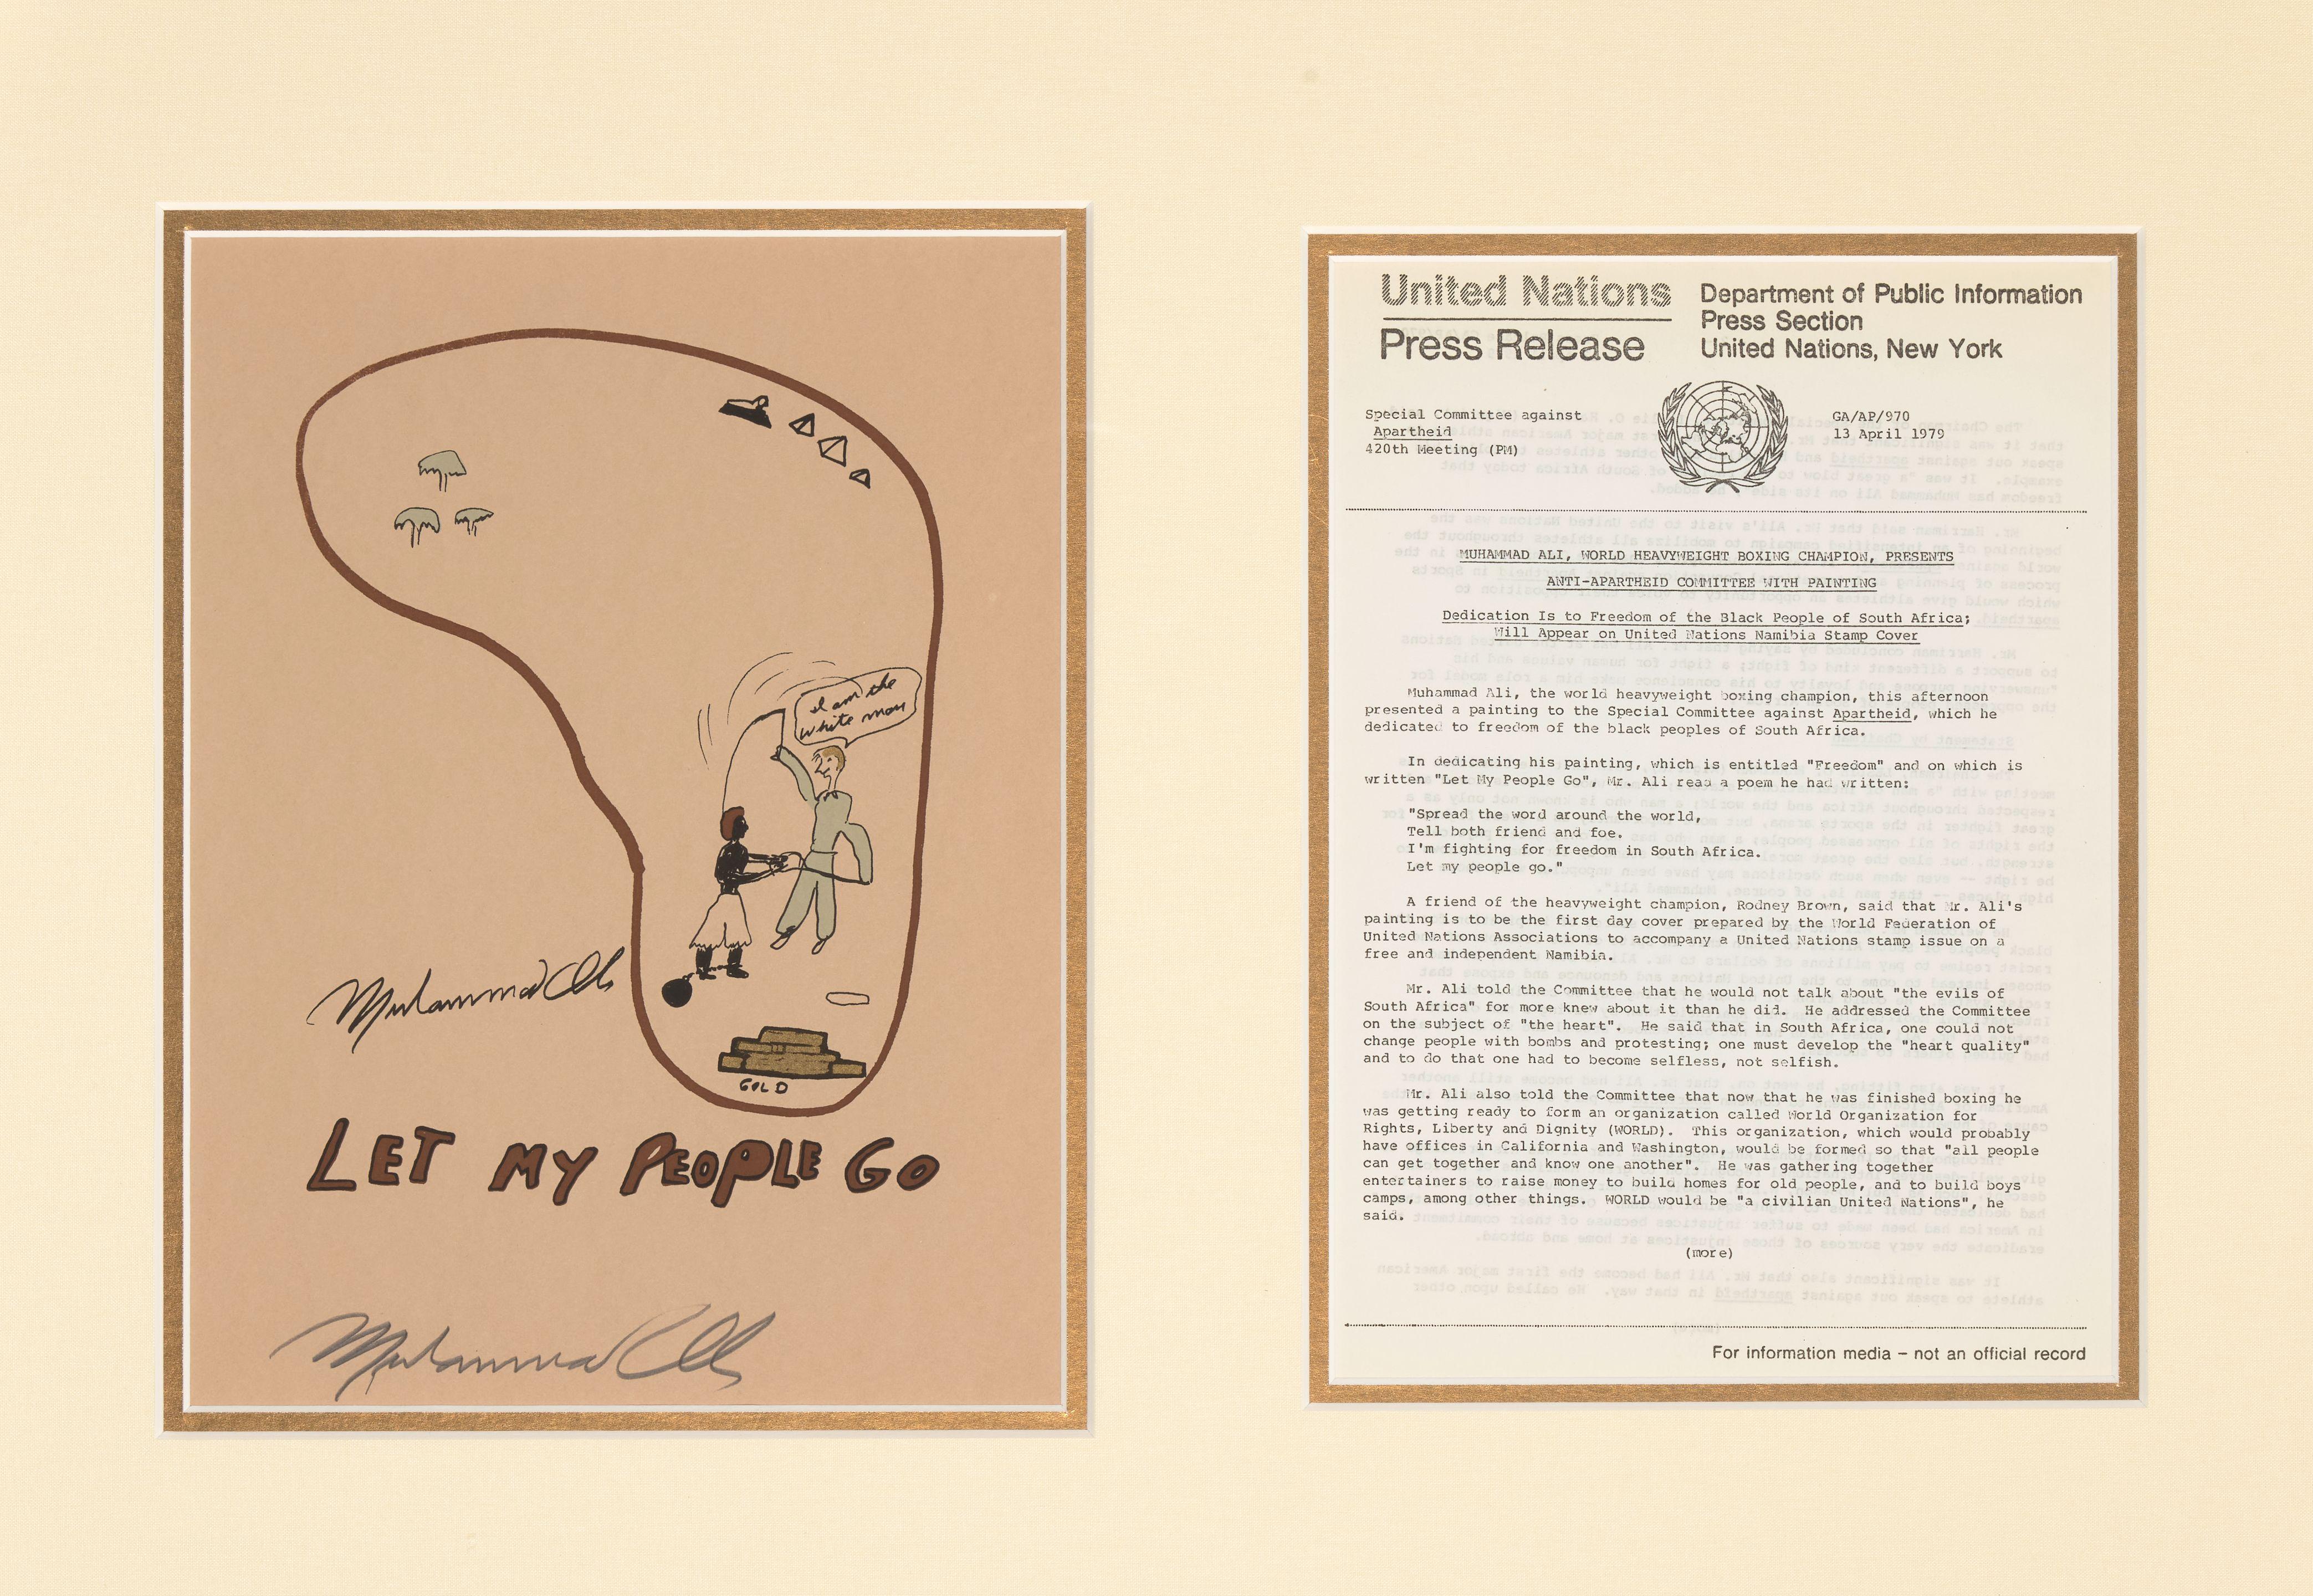 I am the
white man
Muhammad Ali
GOLD
LET MY PEOPLE GO
Muhammad Ali
United Nations
Press Release
Department of Public Information
Press Section
United Nations, New York
Special Committee against
Apartheid
420th Meeting (PM)
GA/AP/970
13 April 1979
MUHAMMAD ALI, WORLD HEAVYWEIGHT BOXING CHAMPION, PRESENTS
ANTI-APARTHEID COMMITTEE WITH PAINTING
Dedication Is to Freedom of the Black People of South Africa;
Will Appear on United Nations Namibia Stamp Cover
Muhammad Ali, the world heavyweight boxing champion, this afternoon
presented a painting to the Special Committee against Apartheid, which he
dedicated to freedom of the black peoples of South Africa.
In dedicating his painting, which is entitled "Freedom" and on which is
written "Let My People Go", Mr. Ali read a poem he had written:
"Spread the word around the world,
Tell both friend and foe.
I'm fighting for freedom in South Africa.
Let my people go."
A friend of the heavyweight champion, Rodney Brown, said that Mr. Ali's
painting is to be the first day cover prepared by the World Federation of
United Nations Associations to accompany a United Nations stamp issue on a
free and independent Namibia.
Mr. Ali told the Committee that he would not talk about "the evils of
South Africa" for more knew about it than he did. He addressed the Committee
on the subject of "the heart". He said that in South Africa, one could not
change people with bombs and protesting; one must develop the "heart quality"
and to do that one had to become selfless, not selfish.
Mr. Ali also told the Committee that now that he was finished boxing he
was getting ready to form an organization called World Organization for
Rights, Liberty and Dignity (WORLD). This organization, which would probably
have offices in California and Washington, would be formed so that "all people
can get together and know one another". He was gathering together
entertainers to raise money to build homes for old people, and to build boys
camps, among other things. WORLD would be "a civilian United Nations", he
said.
(more)
For information media – not an official record